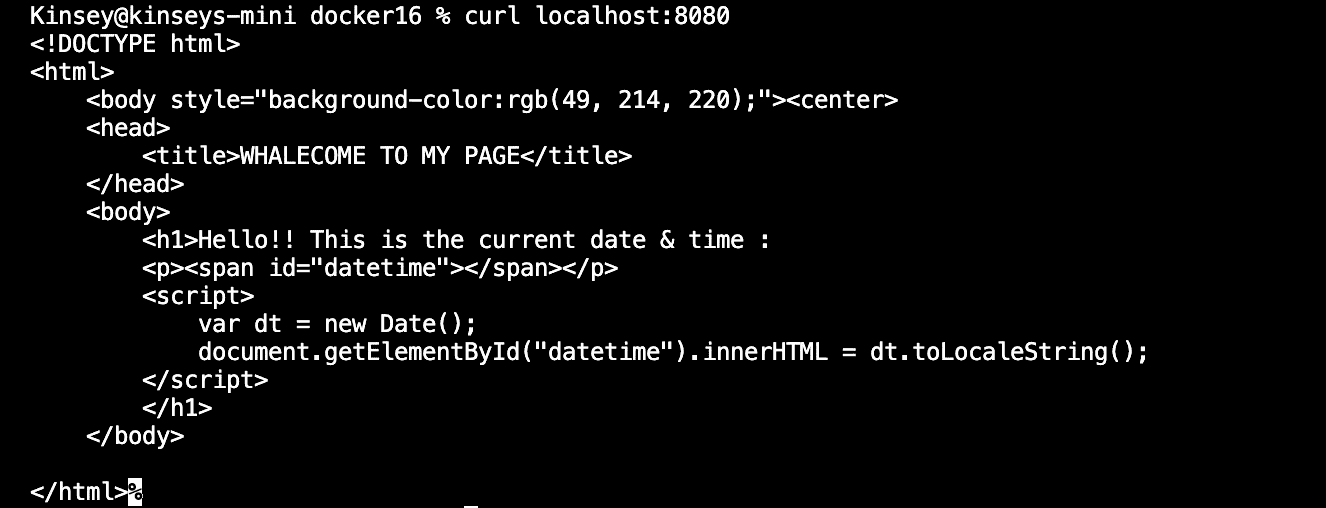 Kinsey@kinseys-mini docker16 % curl localhost:8080
<!DOCTYPE html>
<html>
    <body style="background-color:rgb(49, 214, 220);"><center>
    <head>
        <title>WHALECOME TO MY PAGE</title>
    </head>
    <body>
        <h1>Hello!! This is the current date & time :
        <p><span id="datetime"></span></p>
        <script>
            var dt = new Date();
            document.getElementById("datetime").innerHTML = dt.toLocaleString();
        </script>
        </h1>
    </body>

</html>%